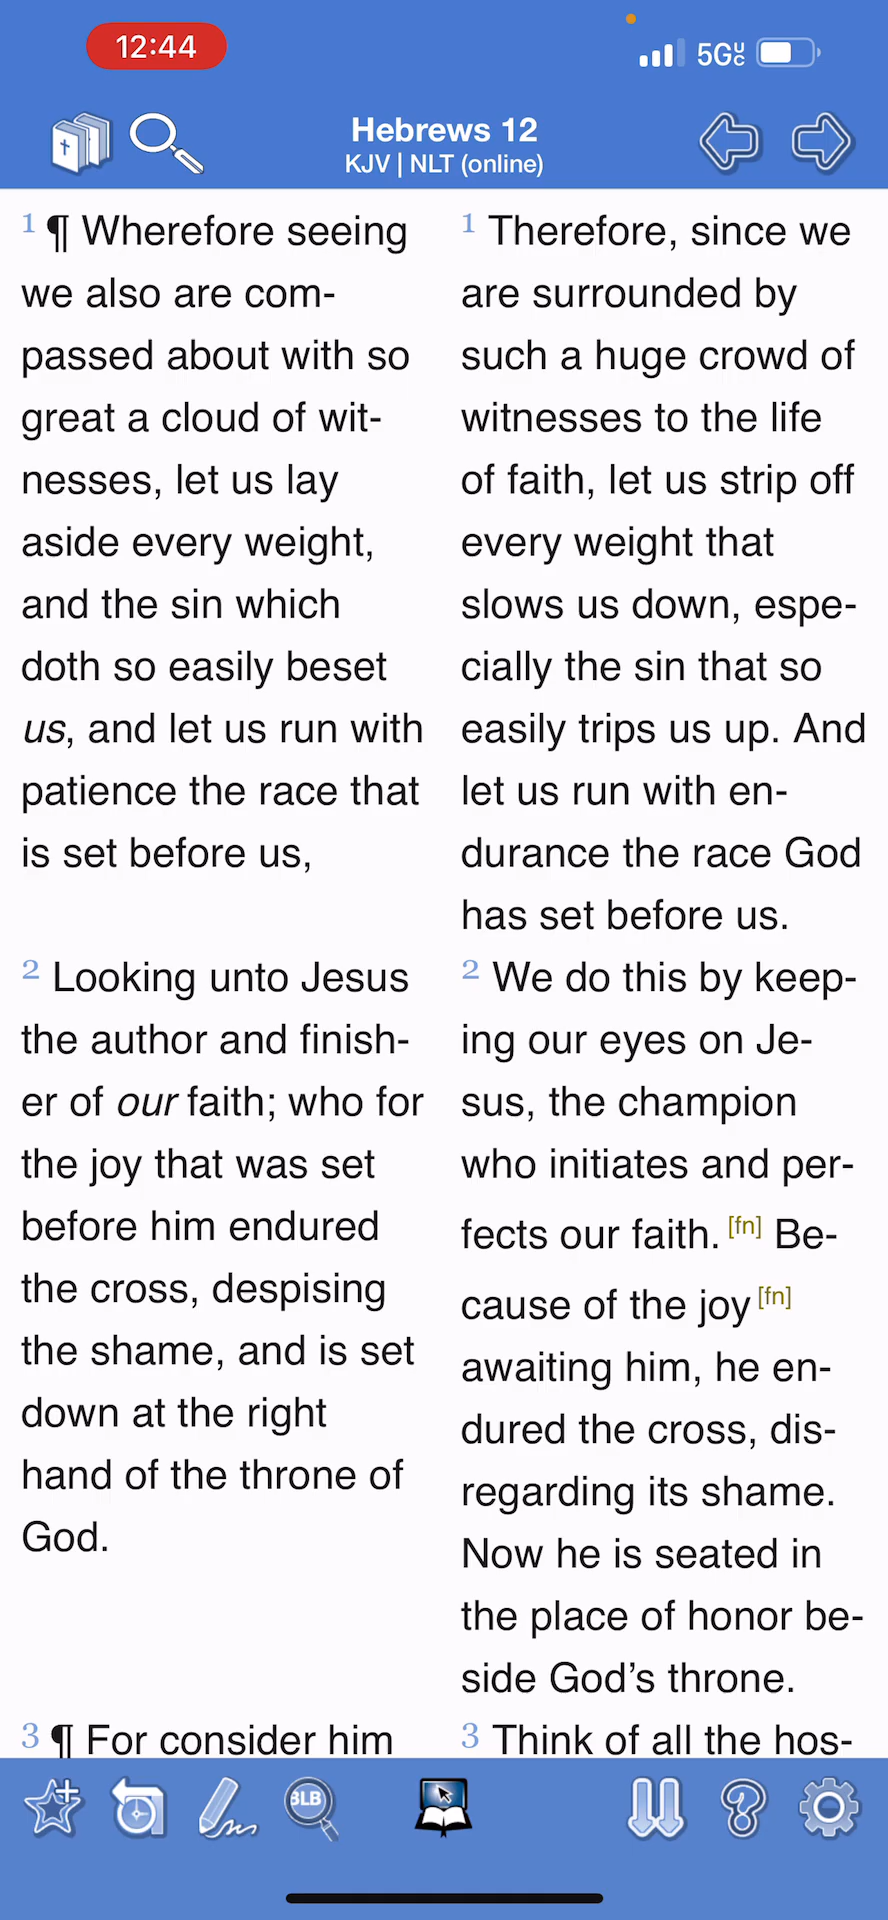 12:44
5G UC
Hebrews 12
KJV | NLT (online)
1 ¶ Wherefore seeing
we also are com-
passed about with so
great a cloud of wit-
nesses, let us lay
aside every weight,
and the sin which
doth so easily beset
us, and let us run with
patience the race that
is set before us,
2 Looking unto Jesus
the author and finish-
er of our faith; who for
the joy that was set
before him endured
the cross, despising
the shame, and is set
down at the right
hand of the throne of
God.
3 ¶ For consider him
1 Therefore, since we
are surrounded by
such a huge crowd of
witnesses to the life
of faith, let us strip off
every weight that
slows us down, espe-
cially the sin that so
easily trips us up. And
let us run with en-
durance the race God
has set before us.
2 We do this by keep-
ing our eyes on Je-
sus, the champion
who initiates and per-
fects our faith. [fn] Be-
cause of the joy [fn]
awaiting him, he en-
dured the cross, dis-
regarding its shame.
Now he is seated in
the place of honor be-
side God’s throne.
3 Think of all the hos-
BLB